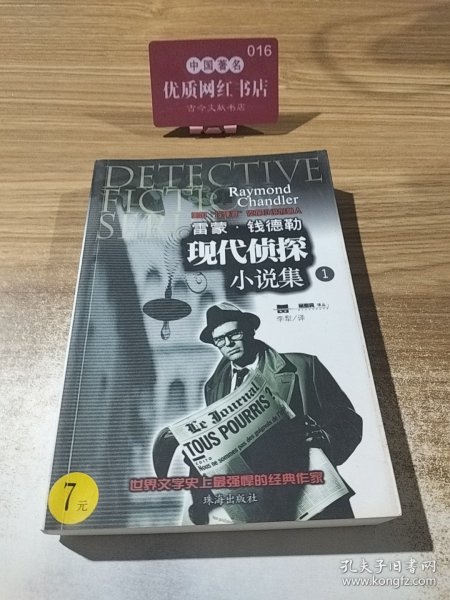 016
中国著名
优质网红书店
古今文献书店
DETECTIVE
FICTIO
Raymond
Chandler
雷蒙·钱德勒
现代侦探
小说集 1
李犁/译
Le Journal
TOUS POURRIS?
世界文学史上最强悍的经典作家
珠海出版社
7元
孔夫子旧书网
www.kongfz.com